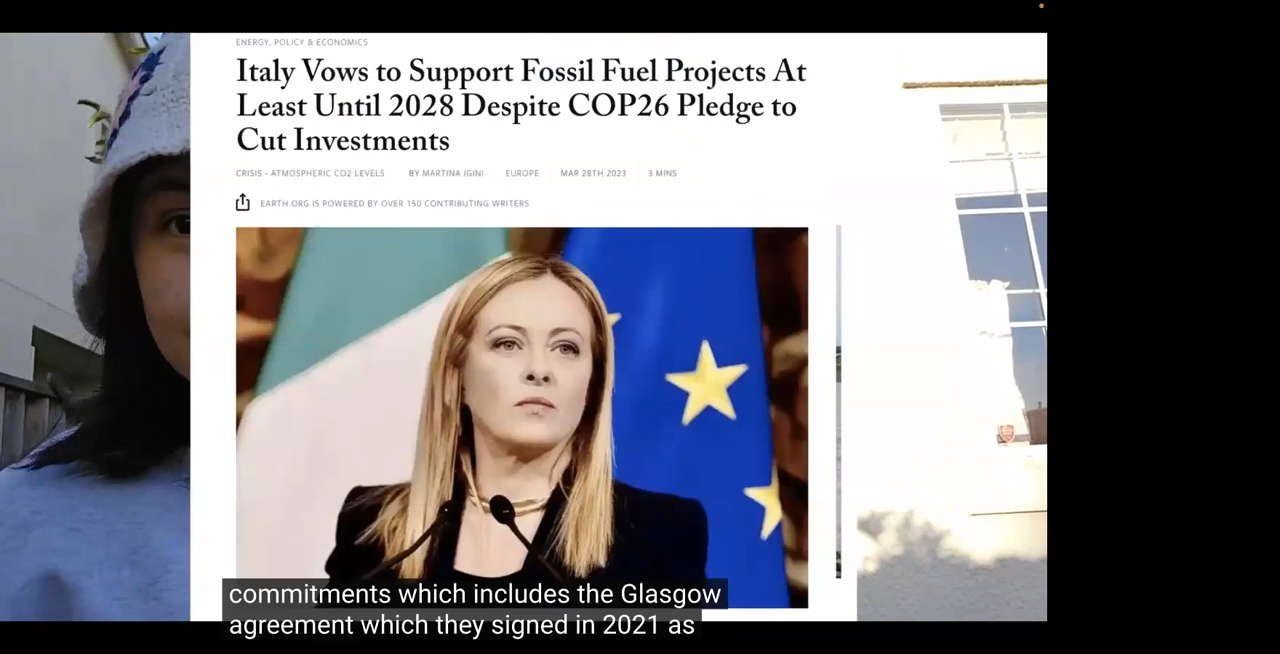 ENERGY, POLICY & ECONOMICS
Italy Vows to Support Fossil Fuel Projects At
Least Until 2028 Despite COP26 Pledge to
Cut Investments
CRISIS - ATMOSPHERIC CO2 LEVELS BY MARTINA IGINI EUROPE MAR 28TH 2023 3 MINS
EARTH.ORG IS POWERED BY OVER 150 CONTRIBUTING WRITERS
commitments which includes the Glasgow
agreement which they signed in 2021 as